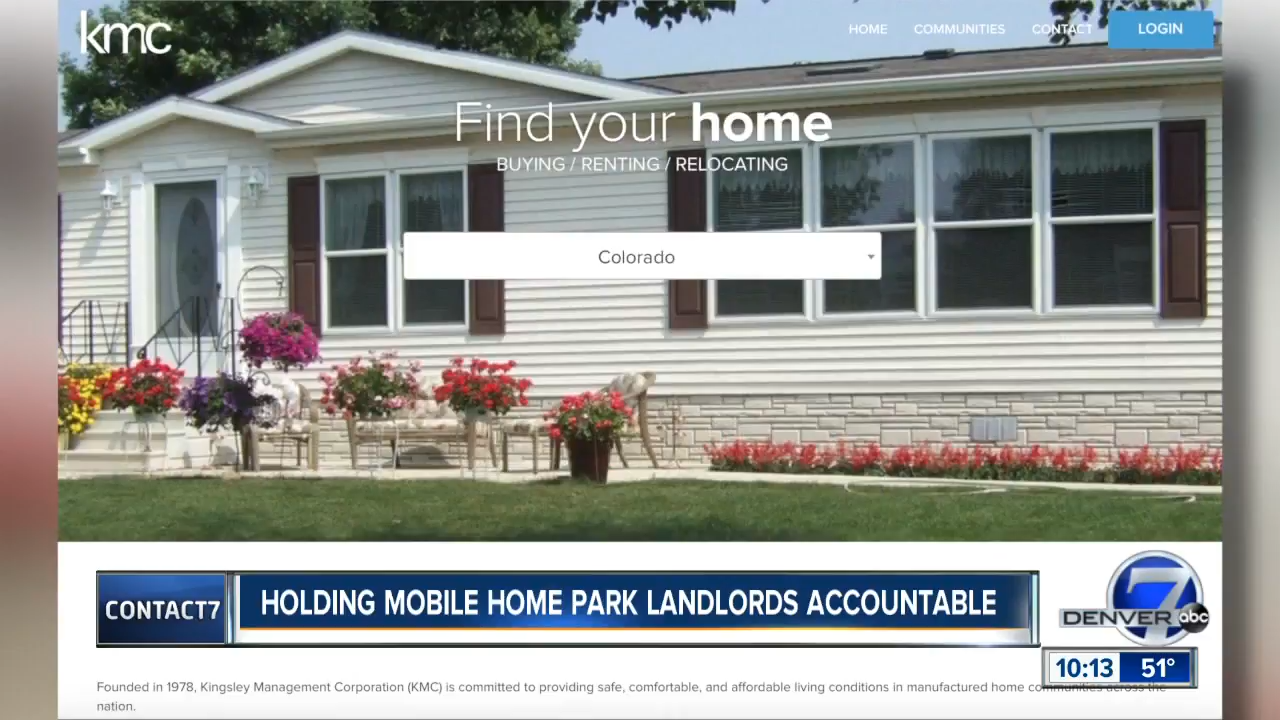 kmc
HOME COMMUNITIES CONTACT LOGIN
Find your home
BUYING / RENTING / RELOCATING
Colorado
CONTACT7
HOLDING MOBILE HOME PARK LANDLORDS ACCOUNTABLE
7
DENVER abc
10:13 51°
Founded in 1978, Kingsley Management is committed to providing safe, comfortable, and affordable living conditions in manufactured home communities across the
nation.